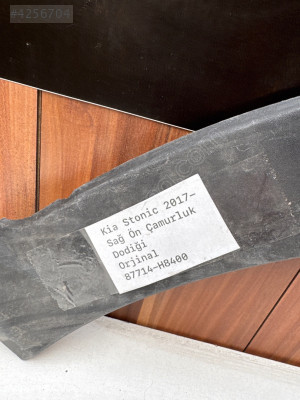 #4256704
Kia Stonic 2017-
Sağ Ön Çamurluk
Dodiği
Orjinal
87714-H8400